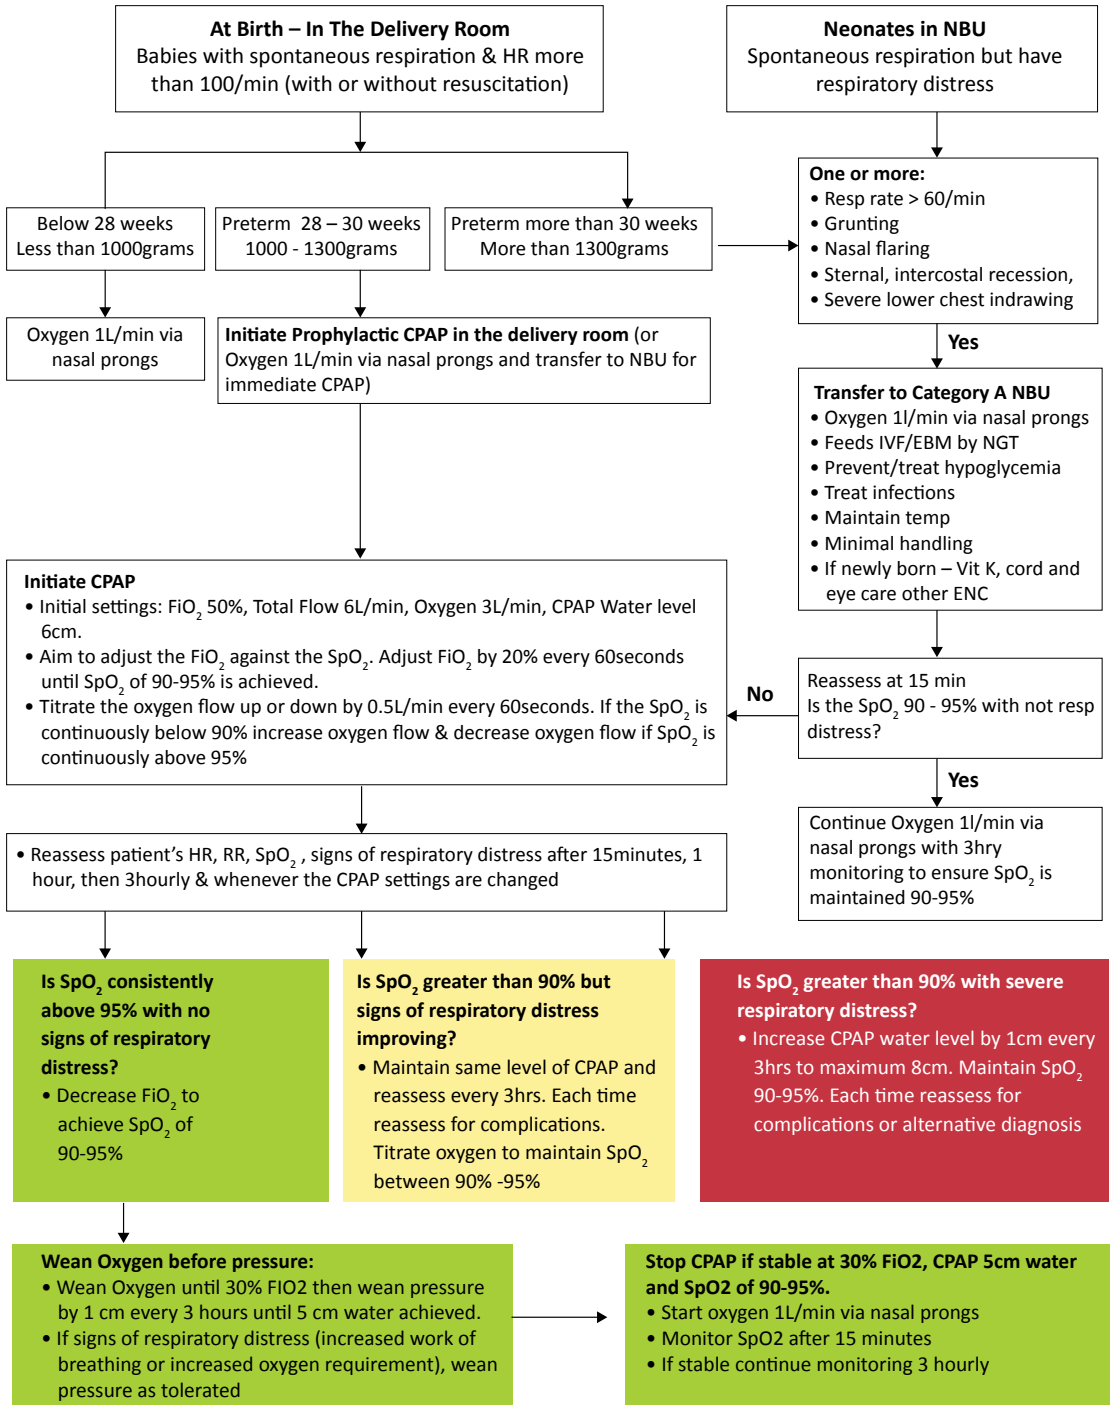 At Birth – In The Delivery Room
Babies with spontaneous respiration & HR more
than 100/min (with or without resuscitation)
Neonates in NBU
Spontaneous respiration but have
respiratory distress
Below 28 weeks
Less than 1000grams
Preterm 28 – 30 weeks
1000 - 1300grams
Preterm more than 30 weeks
More than 1300grams
One or more:
• Resp rate > 60/min
• Grunting
• Nasal flaring
• Sternal, intercostal recession,
• Severe lower chest indrawing
Oxygen 1L/min via
nasal prongs
Initiate Prophylactic CPAP in the delivery room (or
Oxygen 1L/min via nasal prongs and transfer to NBU for
immediate CPAP)
Yes
Transfer to Category A NBU
• Oxygen 1l/min via nasal prongs
• Feeds IVF/EBM by NGT
• Prevent/treat hypoglycemia
• Treat infections
• Maintain temp
• Minimal handling
• If newly born – Vit K, cord and
eye care other ENC
Initiate CPAP
• Initial settings: FiO2 50%, Total Flow 6L/min, Oxygen 3L/min, CPAP Water level
6cm.
• Aim to adjust the FiO2 against the SpO2. Adjust FiO2 by 20% every 60seconds
until SpO2 of 90-95% is achieved.
• Titrate the oxygen flow up or down by 0.5L/min every 60seconds. If the SpO2 is
continuously below 90% increase oxygen flow & decrease oxygen flow if SpO2 is
continuously above 95%
No
Reassess at 15 min
Is the SpO2 90 - 95% with not resp
distress?
Yes
Continue Oxygen 1l/min via
nasal prongs with 3hry
monitoring to ensure SpO2 is
maintained 90-95%
• Reassess patient's HR, RR, SpO2 , signs of respiratory distress after 15minutes, 1
hour, then 3hourly & whenever the CPAP settings are changed
Is SpO2 consistently
above 95% with no
signs of respiratory
distress?
• Decrease FiO2 to
achieve SpO2 of
90-95%
Is SpO2 greater than 90% but
signs of respiratory distress
improving?
• Maintain same level of CPAP and
reassess every 3hrs. Each time
reassess for complications.
Titrate oxygen to maintain SpO2
between 90% -95%
Is SpO2 greater than 90% with severe
respiratory distress?
• Increase CPAP water level by 1cm every
3hrs to maximum 8cm. Maintain SpO2
90-95%. Each time reassess for
complications or alternative diagnosis
Wean Oxygen before pressure:
• Wean Oxygen until 30% FIO2 then wean pressure
by 1 cm every 3 hours until 5 cm water achieved.
• If signs of respiratory distress (increased work of
breathing or increased oxygen requirement), wean
pressure as tolerated
Stop CPAP if stable at 30% FiO2, CPAP 5cm water
and SpO2 of 90-95%.
• Start oxygen 1L/min via nasal prongs
• Monitor SpO2 after 15 minutes
• If stable continue monitoring 3 hourly